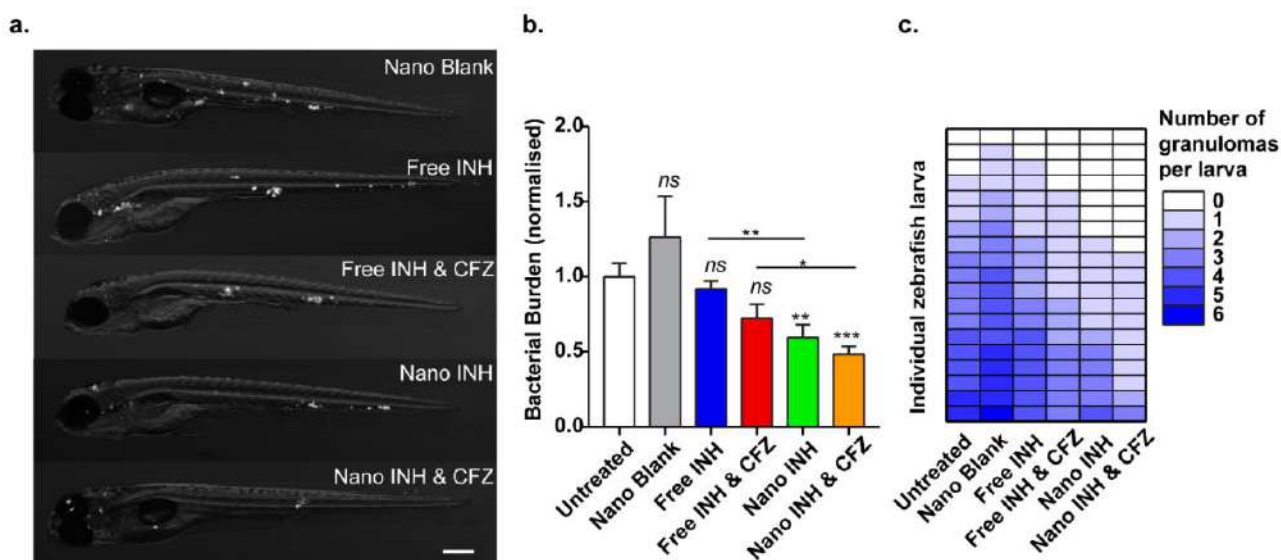 a.
Nano Blank
Free INH
Free INH & CFZ
Nano INH
Nano INH & CFZ
b.
Bacterial Burden (normalised)
2.0
1.5
1.0
0.5
0.0
ns
ns
ns
**
***
**
*
Untreated
Nano Blank
Free INH
Free INH & CFZ
Nano INH
Nano INH & CFZ
c.
Individual zebrafish larva
Untreated
Nano Blank
Free INH
Free INH & CFZ
Nano INH
Nano INH & CFZ
Number of
granulomas
per larva
0
1
2
3
4
5
6